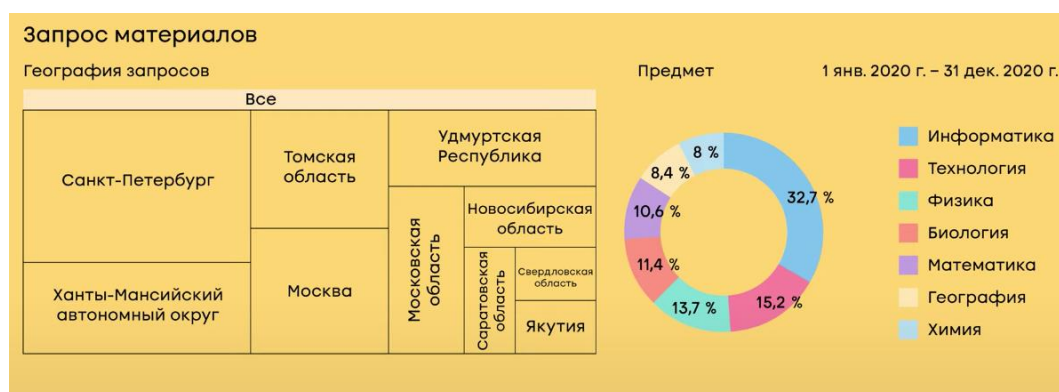 Запрос материалов
География запросов
Предмет
1 янв. 2020 г. – 31 дек. 2020 г.
Все
Санкт-Петербург
Ханты-Мансийский
автономный округ
Томская
область
Москва
Удмуртская
Республика
Московская
область
Новосибирская
область
Саратовская
область
Свердловская
область
Якутия
32,7 %
15,2 %
13,7 %
11,4 %
10,6 %
8,4 %
8 %
Информатика
Технология
Физика
Биология
Математика
География
Химия